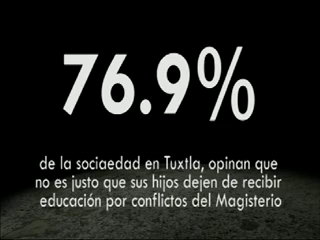 76.9%
de la sociaedad en Tuxtla, opinan que
no es justo que sus hijos dejen de recibir
educación por conflictos del Magisterio